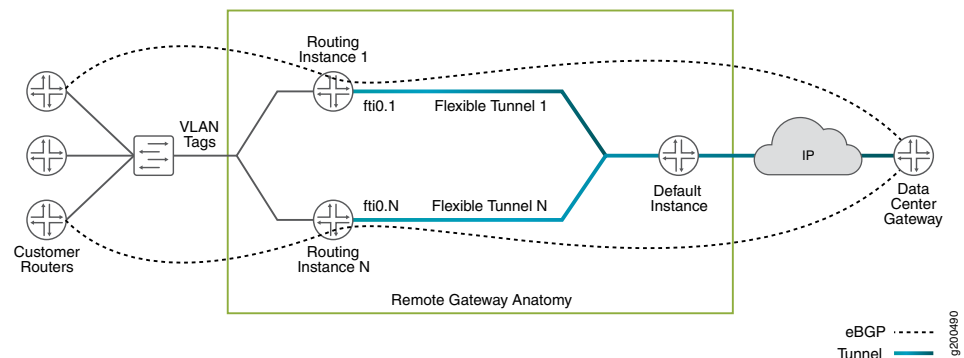 Routing
Instance 1
fti0.1
Flexible Tunnel 1
VLAN
Tags
IP
Default
Instance
Data
Center
Gateway
fti0.N
Flexible Tunnel N
Customer
Routers
Routing
Instance N
Remote Gateway Anatomy
eBGP
Tunnel
g200490